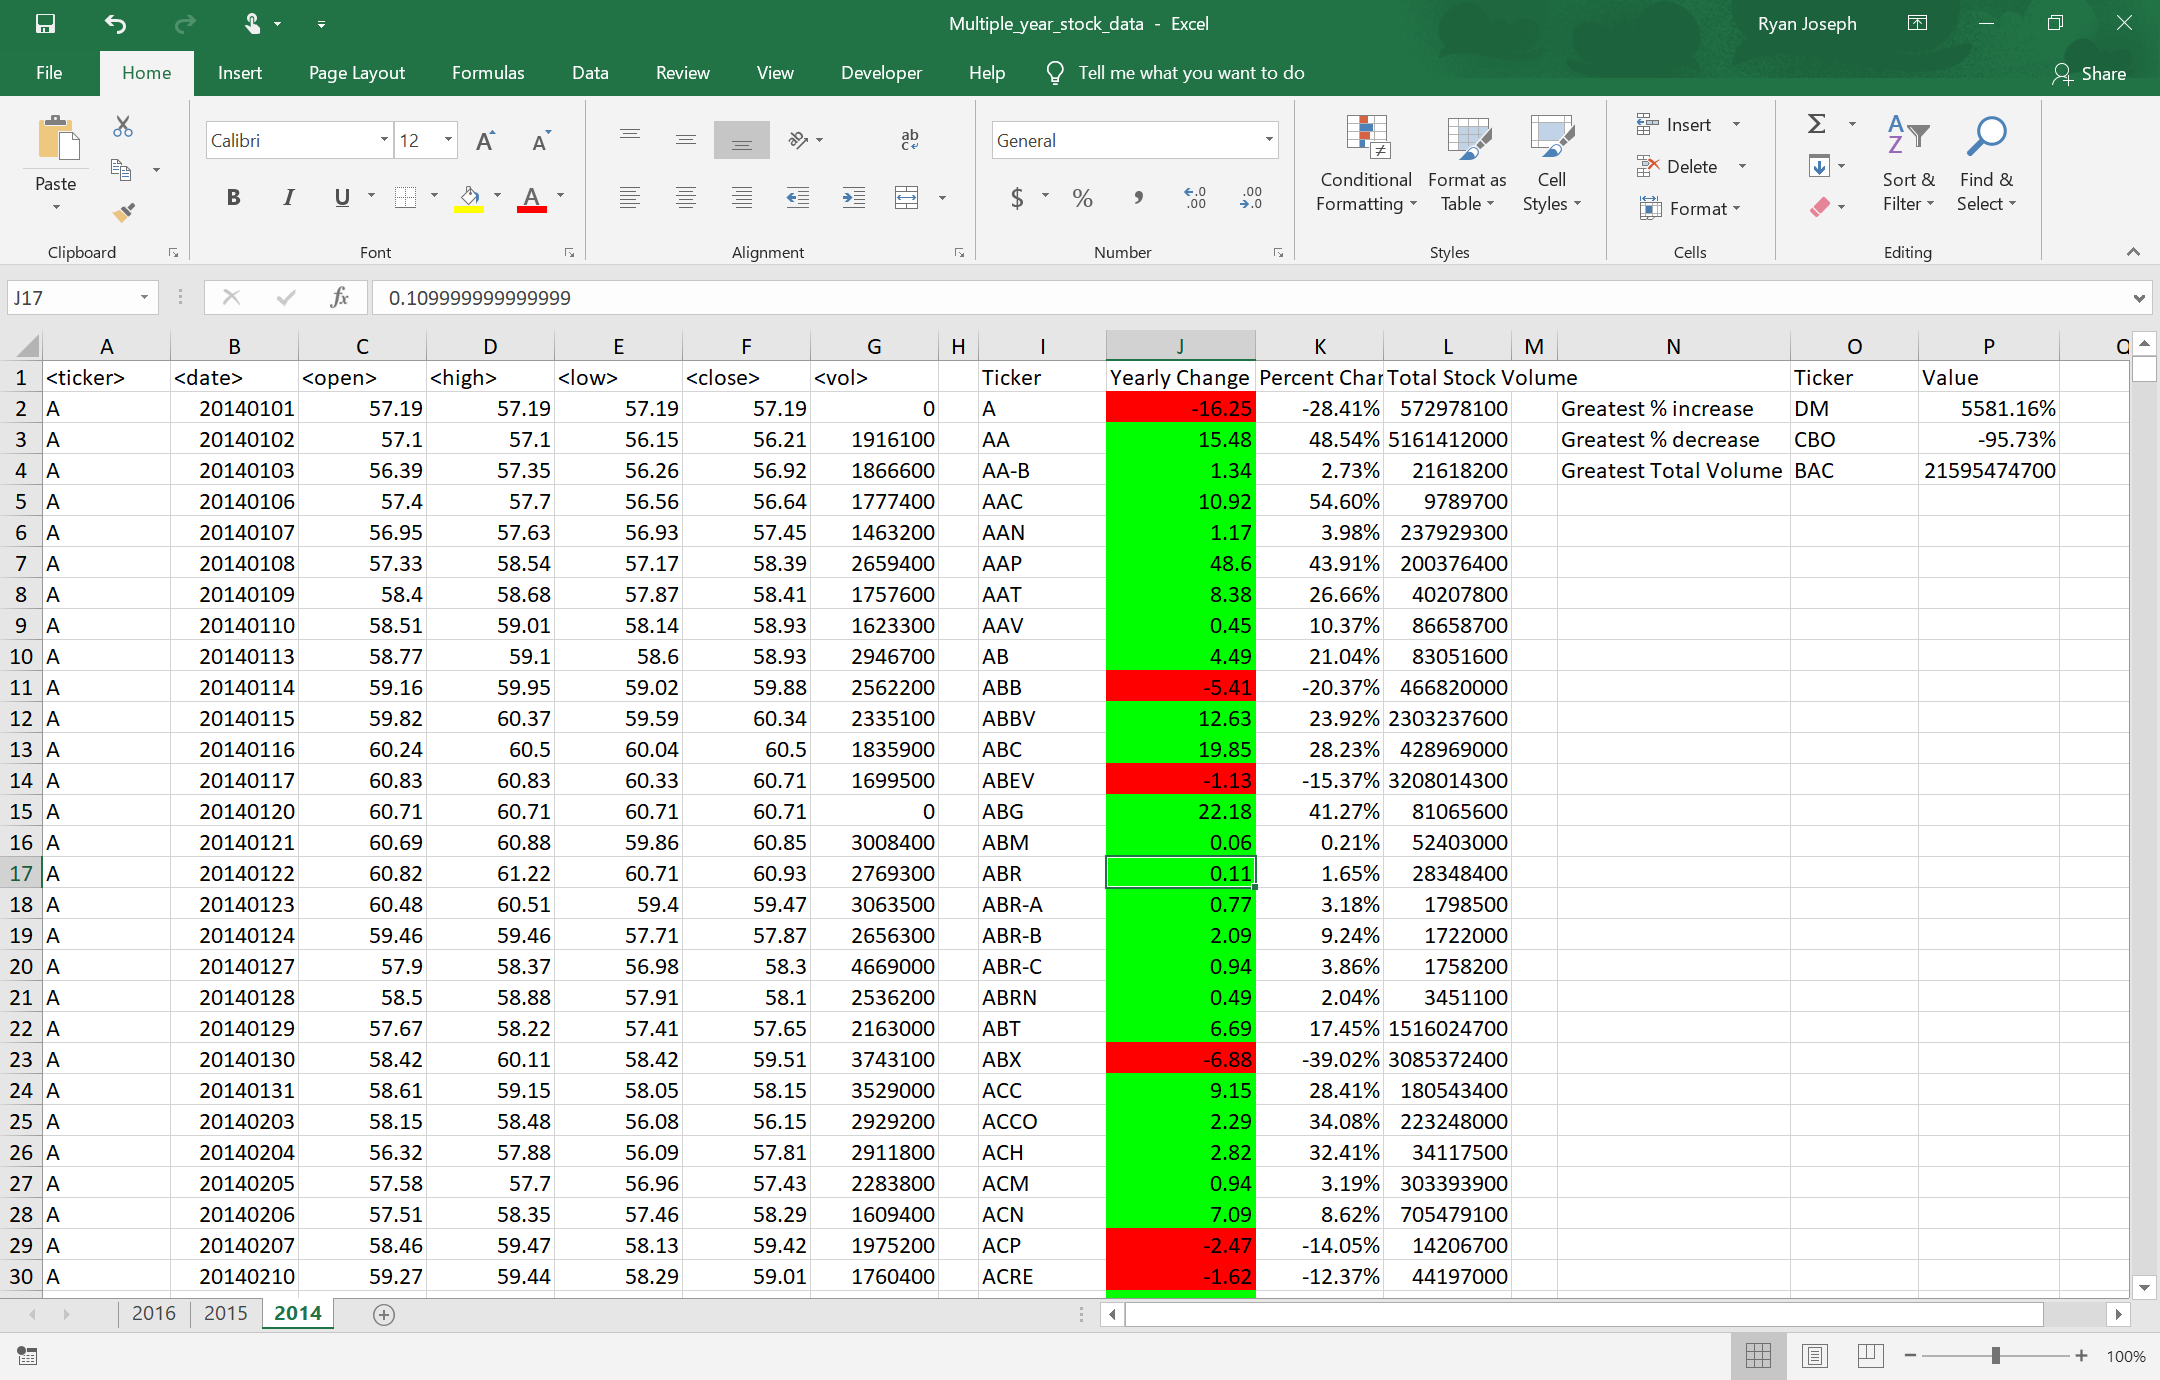 Multiple_year_stock_data - Excel
Ryan Joseph
File Home Insert Page Layout Formulas Data Review View Developer Help Tell me what you want to do Share
Paste
Clipboard
Calibri 12
B I U A
Font
ab
c
Alignment
General
$ % , .0 .00 .00 .0
Number
Conditional Formatting
Format as Table
Cell Styles
Styles
Insert
Delete
Format
Cells
Σ
Sort & Filter
Find & Select
Editing
J17 fx 0.109999999999999
A B C D E F G H I J K L M N O P Q
1 <ticker> <date> <open> <high> <low> <close> <vol> Ticker Yearly Change Percent Char Total Stock Volume Ticker Value
2 A 20140101 57.19 57.19 57.19 57.19 0 A -16.25 -28.41% 572978100 Greatest % increase DM 5581.16%
3 A 20140102 57.1 57.1 56.15 56.21 1916100 AA 15.48 48.54% 5161412000 Greatest % decrease CBO -95.73%
4 A 20140103 56.39 57.35 56.26 56.92 1866600 AA-B 1.34 2.73% 21618200 Greatest Total Volume BAC 21595474700
5 A 20140106 57.4 57.7 56.56 56.64 1777400 AAC 10.92 54.60% 9789700
6 A 20140107 56.95 57.63 56.93 57.45 1463200 AAN 1.17 3.98% 237929300
7 A 20140108 57.33 58.54 57.17 58.39 2659400 AAP 48.6 43.91% 200376400
8 A 20140109 58.4 58.68 57.87 58.41 1757600 AAT 8.38 26.66% 40207800
9 A 20140110 58.51 59.01 58.14 58.93 1623300 AAV 0.45 10.37% 86658700
10 A 20140113 58.77 59.1 58.6 58.93 2946700 AB 4.49 21.04% 83051600
11 A 20140114 59.16 59.95 59.02 59.88 2562200 ABB -5.41 -20.37% 466820000
12 A 20140115 59.82 60.37 59.59 60.34 2335100 ABBV 12.63 23.92% 2303237600
13 A 20140116 60.24 60.5 60.04 60.5 1835900 ABC 19.85 28.23% 428969000
14 A 20140117 60.83 60.83 60.33 60.71 1699500 ABEV -1.13 -15.37% 3208014300
15 A 20140120 60.71 60.71 60.71 60.71 0 ABG 22.18 41.27% 81065600
16 A 20140121 60.69 60.88 59.86 60.85 3008400 ABM 0.06 0.21% 52403000
17 A 20140122 60.82 61.22 60.71 60.93 2769300 ABR 0.11 1.65% 28348400
18 A 20140123 60.48 60.51 59.4 59.47 3063500 ABR-A 0.77 3.18% 1798500
19 A 20140124 59.46 59.46 57.71 57.87 2656300 ABR-B 2.09 9.24% 1722000
20 A 20140127 57.9 58.37 56.98 58.3 4669000 ABR-C 0.94 3.86% 1758200
21 A 20140128 58.5 58.88 57.91 58.1 2536200 ABRN 0.49 2.04% 3451100
22 A 20140129 57.67 58.22 57.41 57.65 2163000 ABT 6.69 17.45% 1516024700
23 A 20140130 58.42 60.11 58.42 59.51 3743100 ABX -6.88 -39.02% 3085372400
24 A 20140131 58.61 59.15 58.05 58.15 3529000 ACC 9.15 28.41% 180543400
25 A 20140203 58.15 58.48 56.08 56.15 2929200 ACCO 2.29 34.08% 223248000
26 A 20140204 56.32 57.88 56.09 57.81 2911800 ACH 2.82 32.41% 34117500
27 A 20140205 57.58 57.7 56.96 57.43 2283800 ACM 0.94 3.19% 303393900
28 A 20140206 57.51 58.35 57.46 58.29 1609400 ACN 7.09 8.62% 705479100
29 A 20140207 58.46 59.47 58.13 59.42 1975200 ACP -2.47 -14.05% 14206700
30 A 20140210 59.27 59.44 58.29 59.01 1760400 ACRE -1.62 -12.37% 44197000
2016 2015 2014
100%